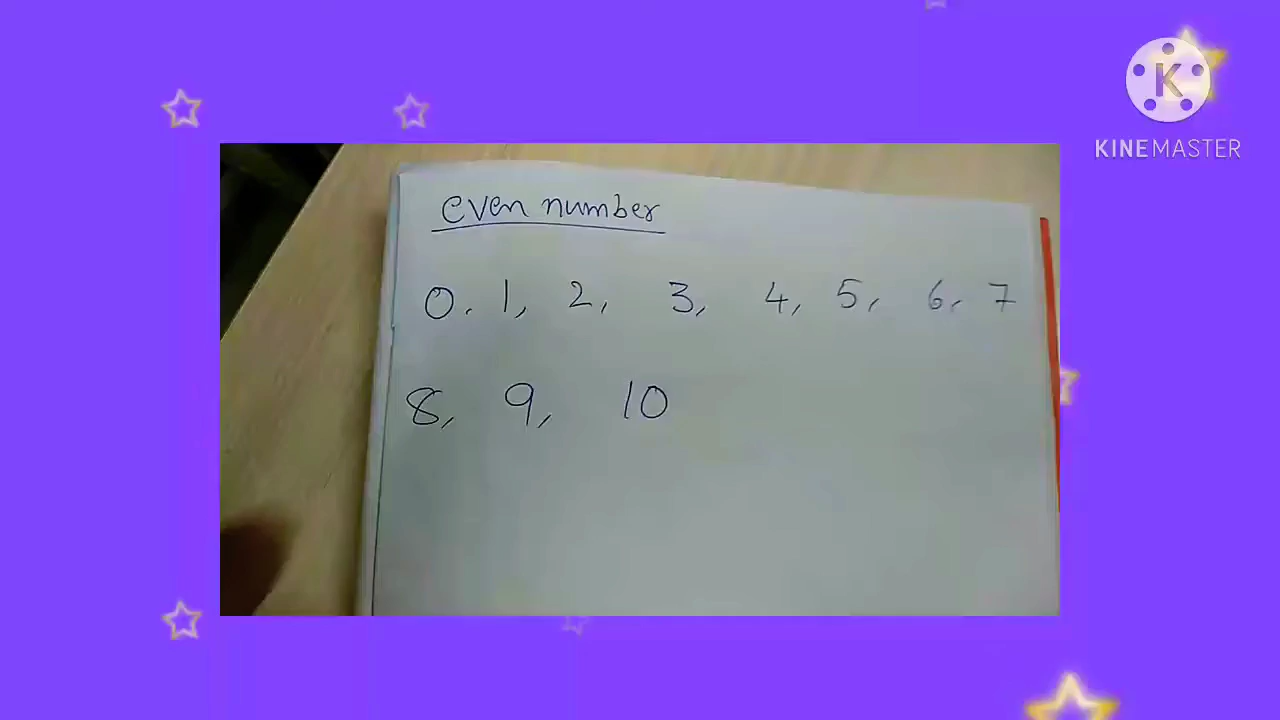 KINEMASTER
even number
0, 1, 2, 3, 4, 5, 6, 7
8, 9, 10